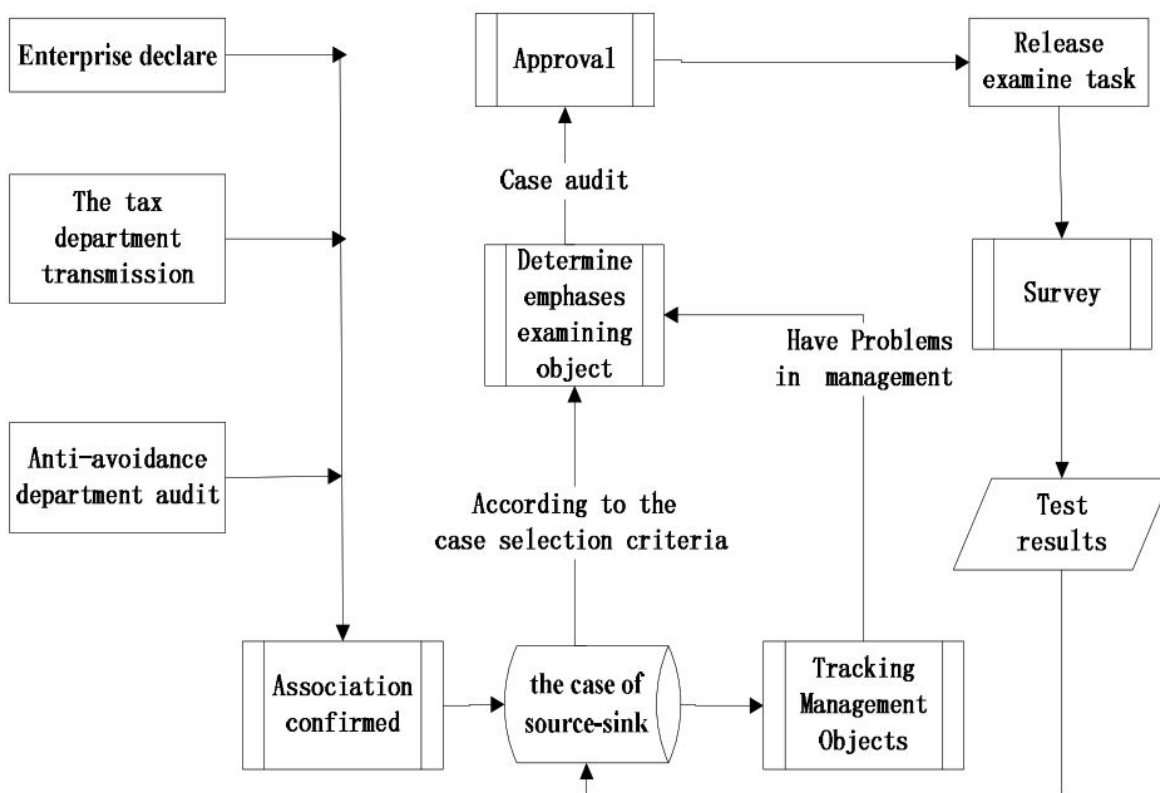 Enterprise declare
The tax
department
transmission
Anti-avoidance
department audit
Association
confirmed
the case of
source-sink
Tracking
Management
Objects
According to the
case selection criteria
Have Problems
in management
Determine
emphases
examining
object
Case audit
Approval
Release
examine task
Survey
Test
results